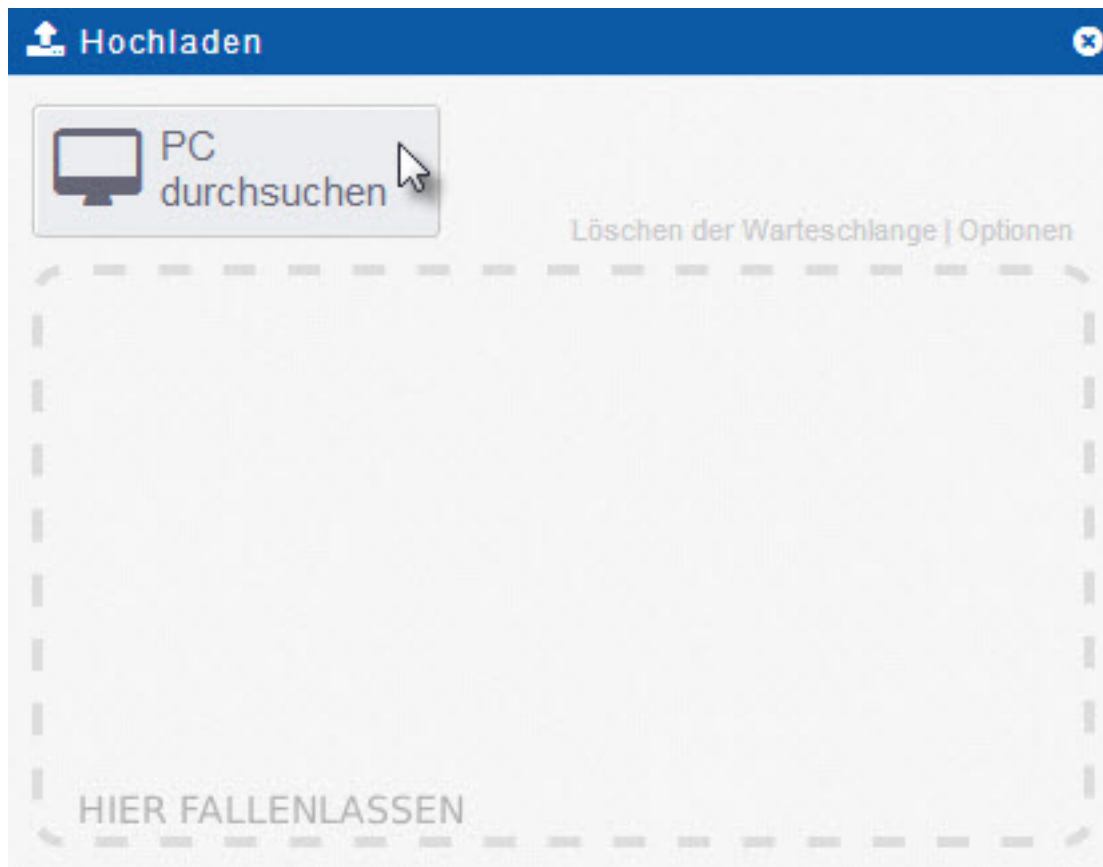 Hochladen
PC
durchsuchen
Löschen der Warteschlange | Optionen
HIER FALLENLASSEN